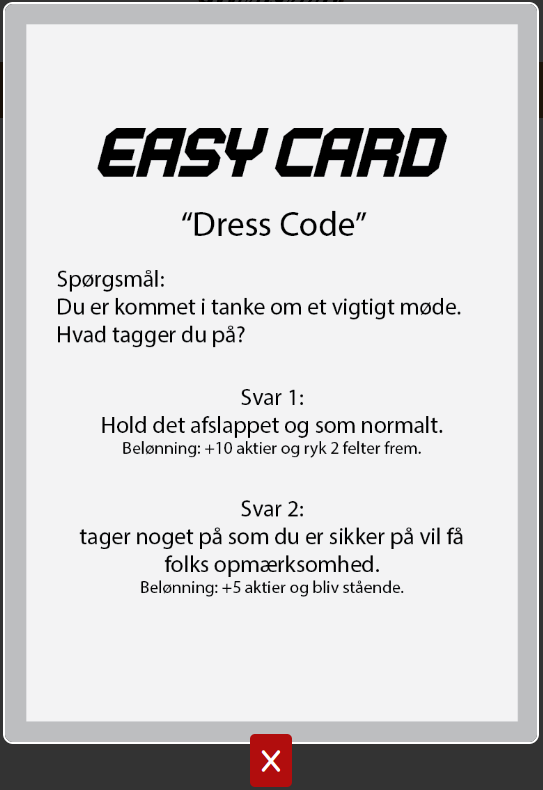 EASY CARD
“Dress Code”
Spørgsmål:
Du er kommet i tanke om et vigtigt møde.
Hvad tagger du på?
Svar 1:
Hold det afslappet og som normalt.
Belønning: +10 aktier og ryk 2 felter frem.
Svar 2:
tager noget på som du er sikker på vil få
folks opmærksomhed.
Belønning: +5 aktier og bliv stående.